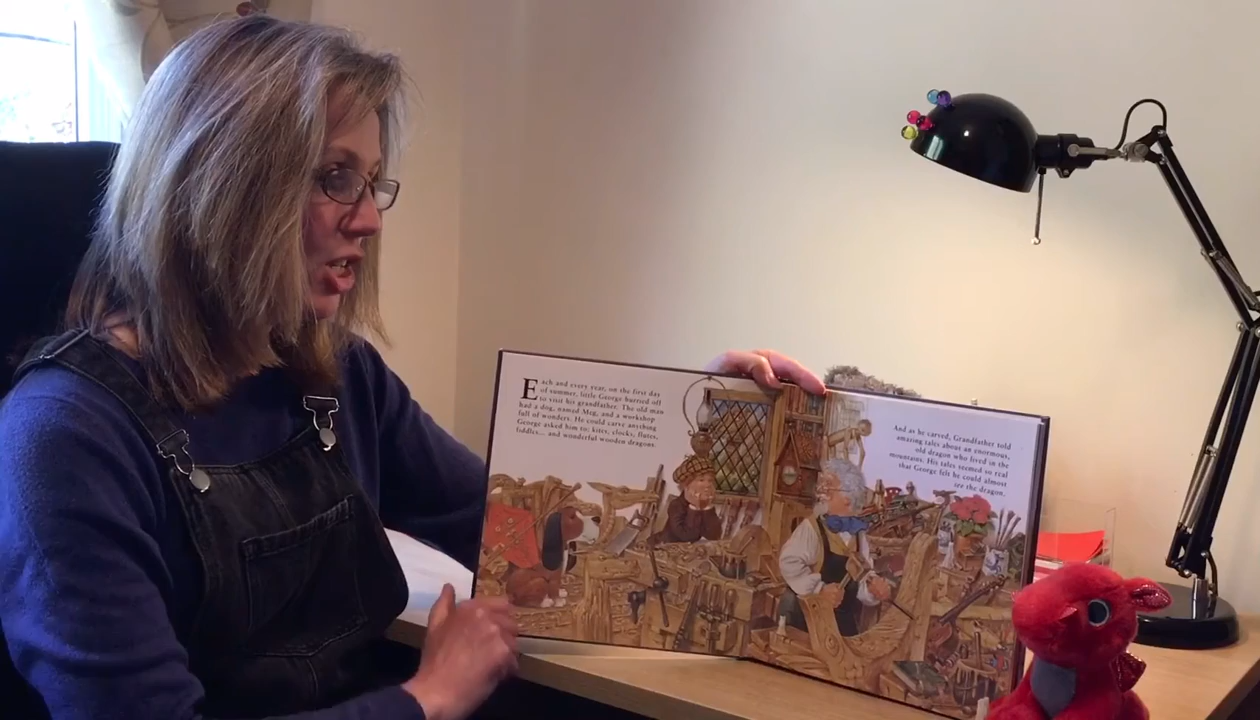 Each and every year, on the first day
of summer, little George hurried off
to visit his grandfather. The old man
had a dog, named Meg, and a workshop
full of wonders. He could carve anything
George asked him to: kites, clocks, flutes,
fiddles... and wonderful wooden dragons.
And as he carved, Grandfather told
amazing tales about an enormous,
old dragon who lived in the
mountains. His tales seemed so real
that George felt he could almost
see the dragon.